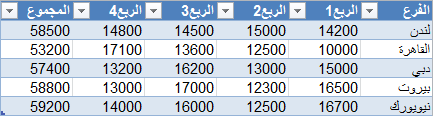 الفرع الربع1 الربع2 الربع3 الربع4 المجموع
لندن 14200 15000 14500 14800 58500
القاهرة 10000 12500 13600 17100 53200
دبي 15000 13000 16200 13200 57400
بيروت 16500 12300 17000 13000 58800
نيويورك 16700 12500 16000 14000 59200